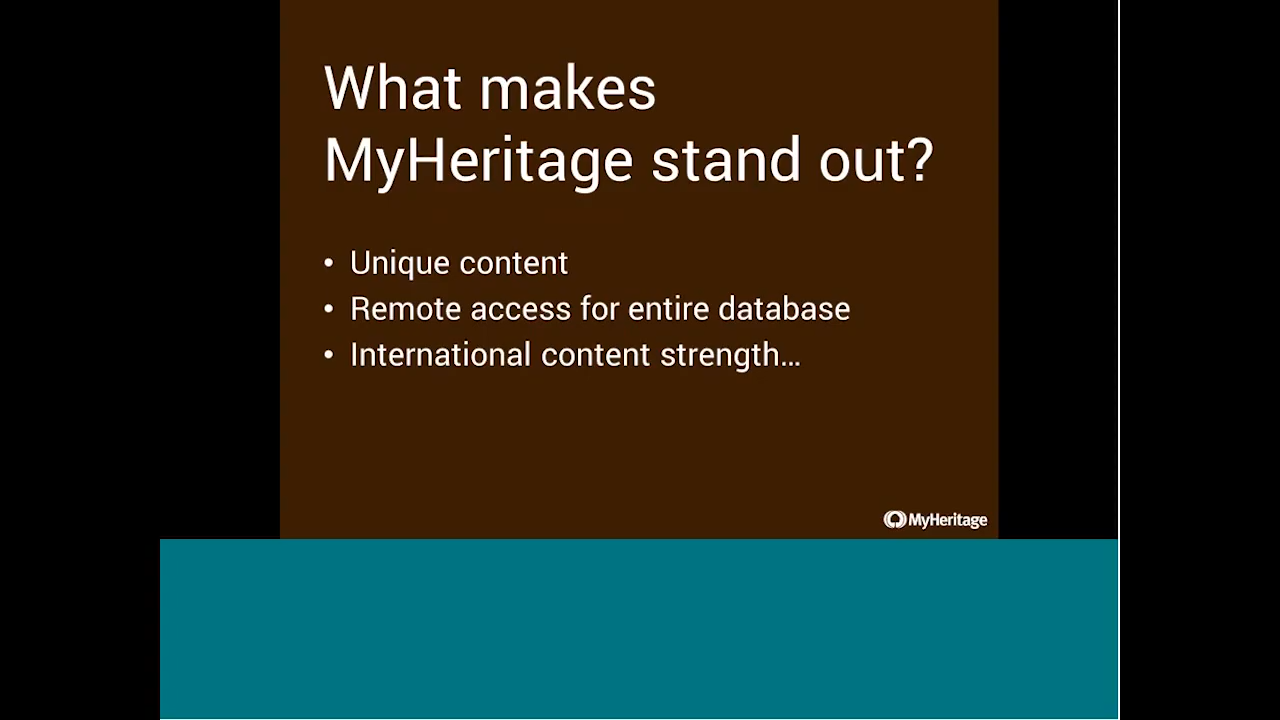 What makes
MyHeritage stand out?
• Unique content
• Remote access for entire database
• International content strength...
MyHeritage